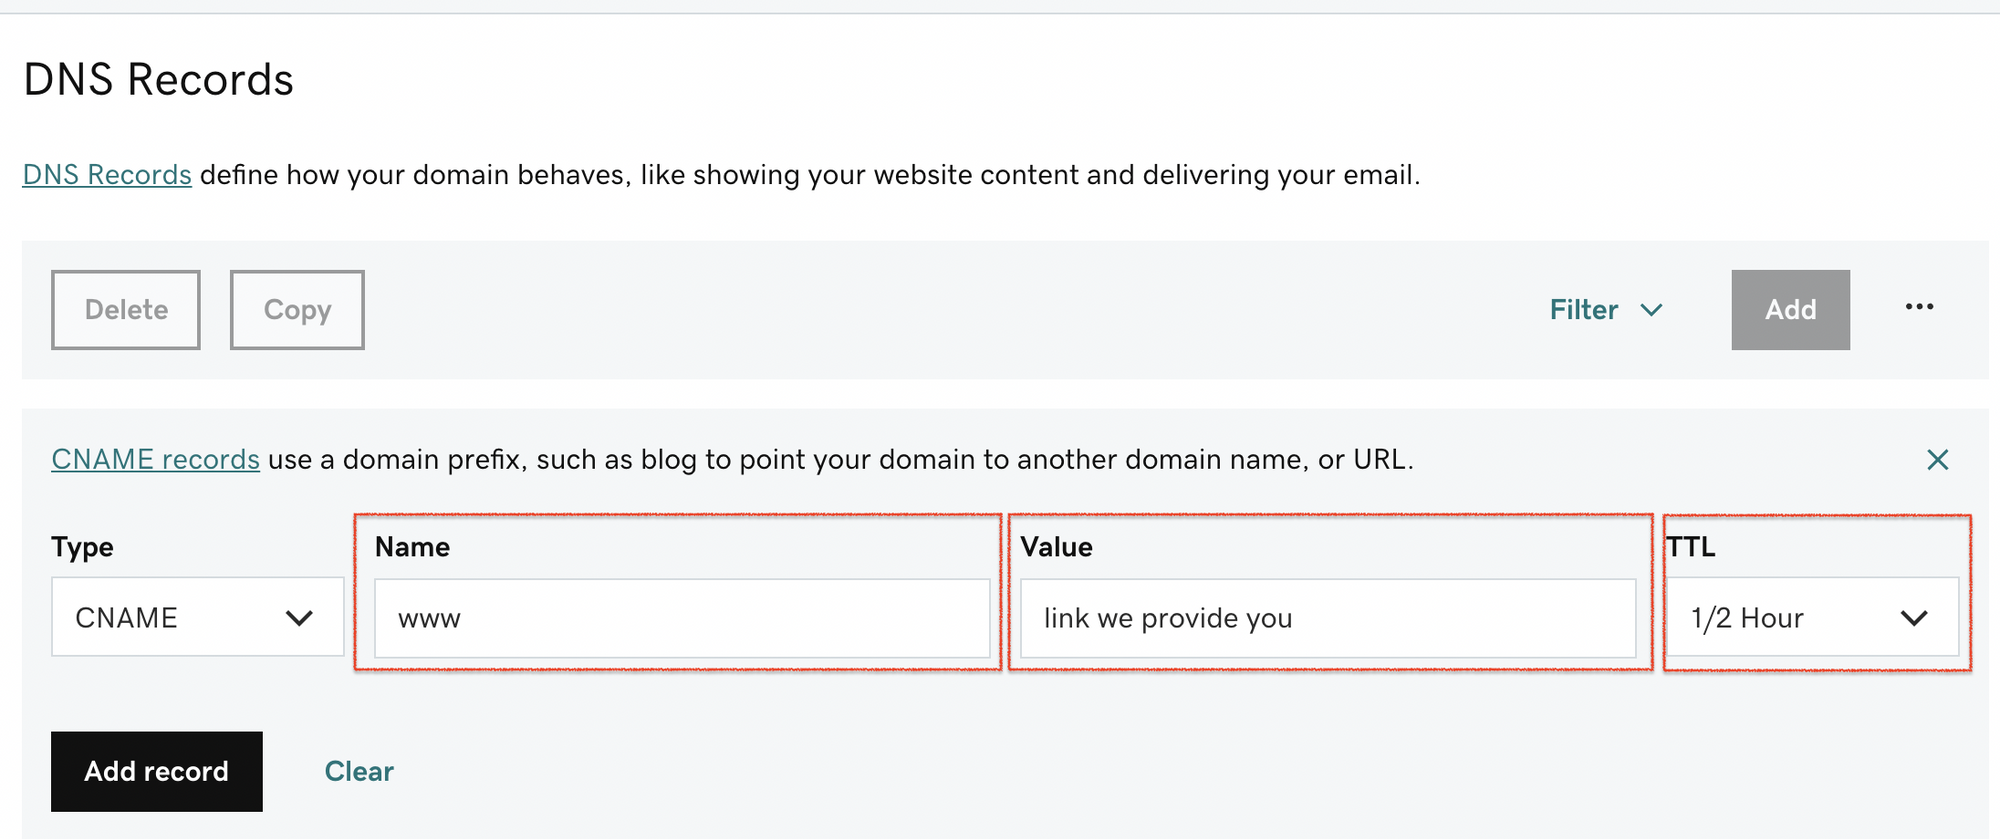 DNS Records
DNS Records define how your domain behaves, like showing your website content and delivering your email.
Delete Copy Filter Add ...
CNAME records use a domain prefix, such as blog to point your domain to another domain name, or URL.
Type Name Value TTL
CNAME www link we provide you 1/2 Hour
Add record Clear